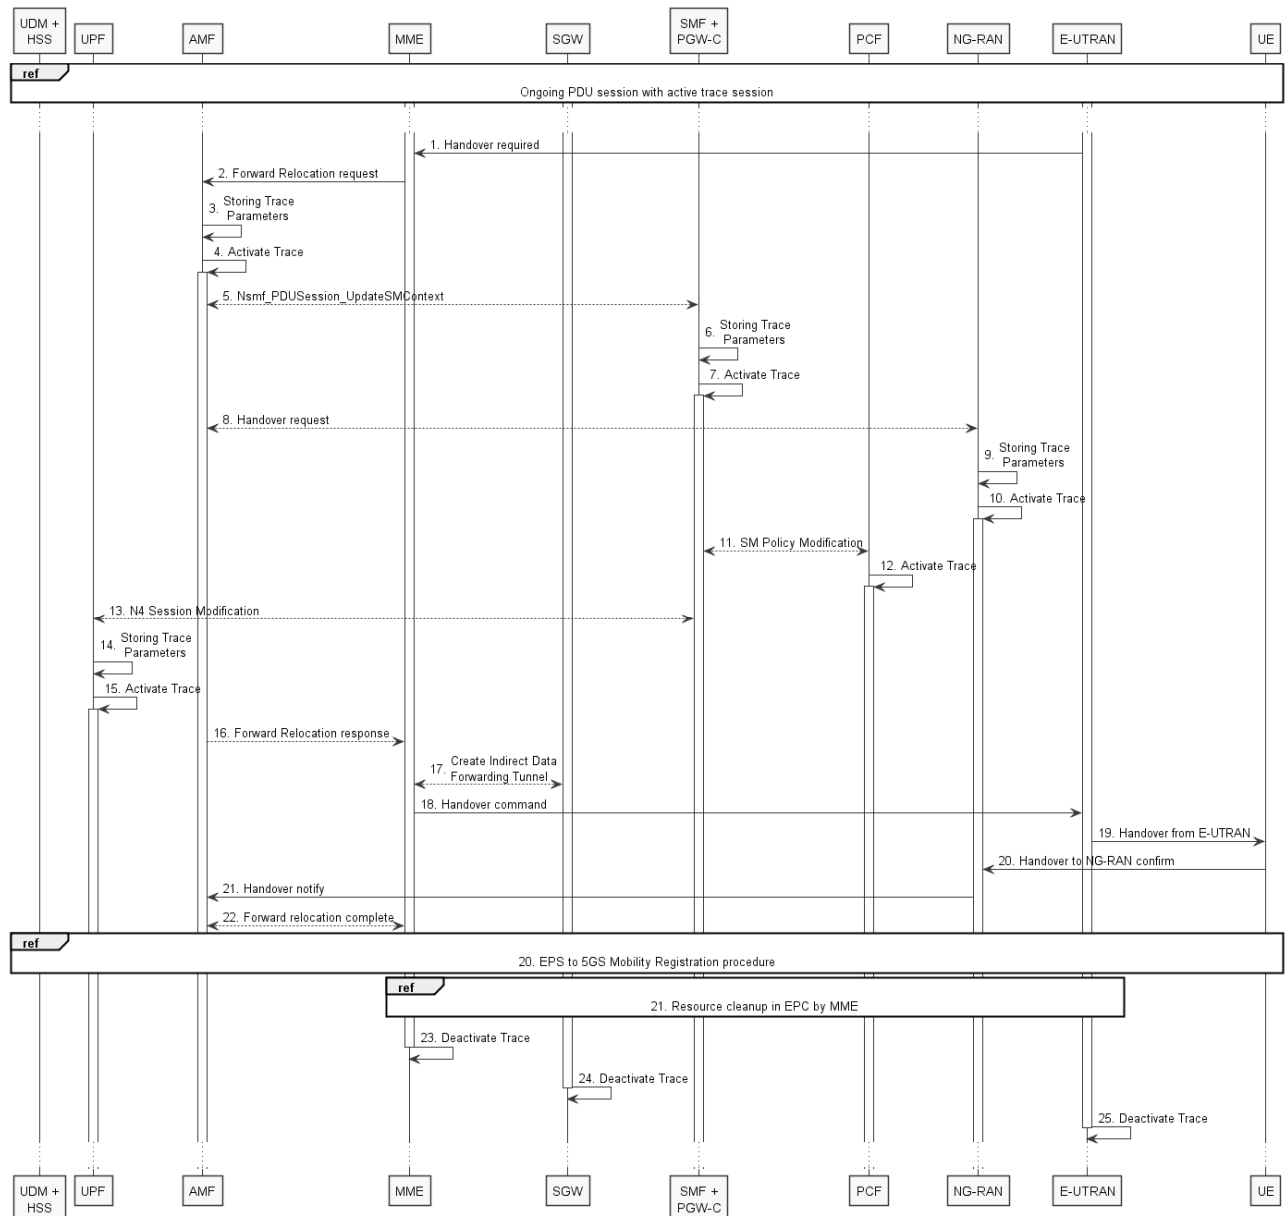 UDM +
HSS
UPF
AMF
MME
SGW
SMF +
PGW-C
PCF
NG-RAN
E-UTRAN
UE
ref
Ongoing PDU session with active trace session
1. Handover required
2. Forward Relocation request
3. Storing Trace
Parameters
4. Activate Trace
5. Nsmf_PDUSession_UpdateSMContext
6. Storing Trace
Parameters
7. Activate Trace
8. Handover request
9. Storing Trace
Parameters
10. Activate Trace
11. SM Policy Modification
12. Activate Trace
13. N4 Session Modification
14. Storing Trace
Parameters
15. Activate Trace
16. Forward Relocation response
17. Create Indirect Data
Forwarding Tunnel
18. Handover command
19. Handover from E-UTRAN
20. Handover to NG-RAN confirm
21. Handover notify
22. Forward relocation complete
ref
20. EPS to 5GS Mobility Registration procedure
ref
21. Resource cleanup in EPC by MME
23. Deactivate Trace
24. Deactivate Trace
25. Deactivate Trace
UDM +
HSS
UPF
AMF
MME
SGW
SMF +
PGW-C
PCF
NG-RAN
E-UTRAN
UE